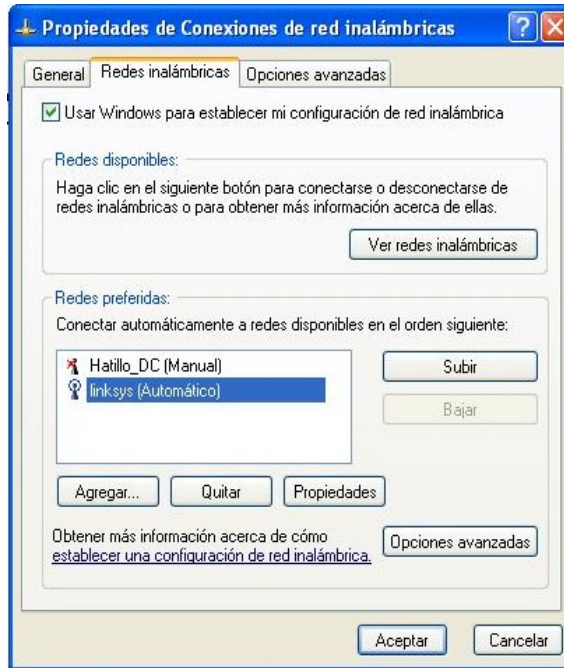 Propiedades de Conexiones de red inalámbricas
General Redes inalámbricas Opciones avanzadas
Usar Windows para establecer mi configuración de red inalámbrica
Redes disponibles:
Haga clic en el siguiente botón para conectarse o desconectarse de
redes inalámbricas o para obtener más información acerca de ellas.
Ver redes inalámbricas
Redes preferidas:
Conectar automáticamente a redes disponibles en el orden siguiente:
Hatillo_DC (Manual)
linksys (Automático)
Subir
Bajar
Agregar... Quitar Propiedades
Obtener más información acerca de cómo
establecer una configuración de red inalámbrica.
Opciones avanzadas
Aceptar Cancelar